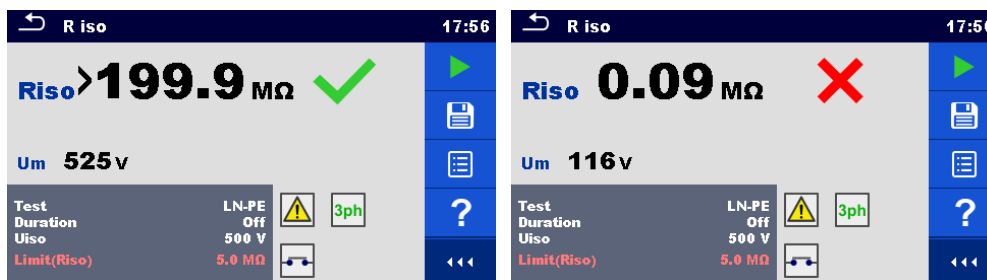 R iso 17:56
Riso >199.9 MΩ
Um 525 V
Test LN-PE
Duration Off
Uiso 500 V
Limit(Riso) 5.0 MΩ
3ph
?
R iso 17:56
Riso 0.09 MΩ
Um 116 V
Test LN-PE
Duration Off
Uiso 500 V
Limit(Riso) 5.0 MΩ
3ph
?